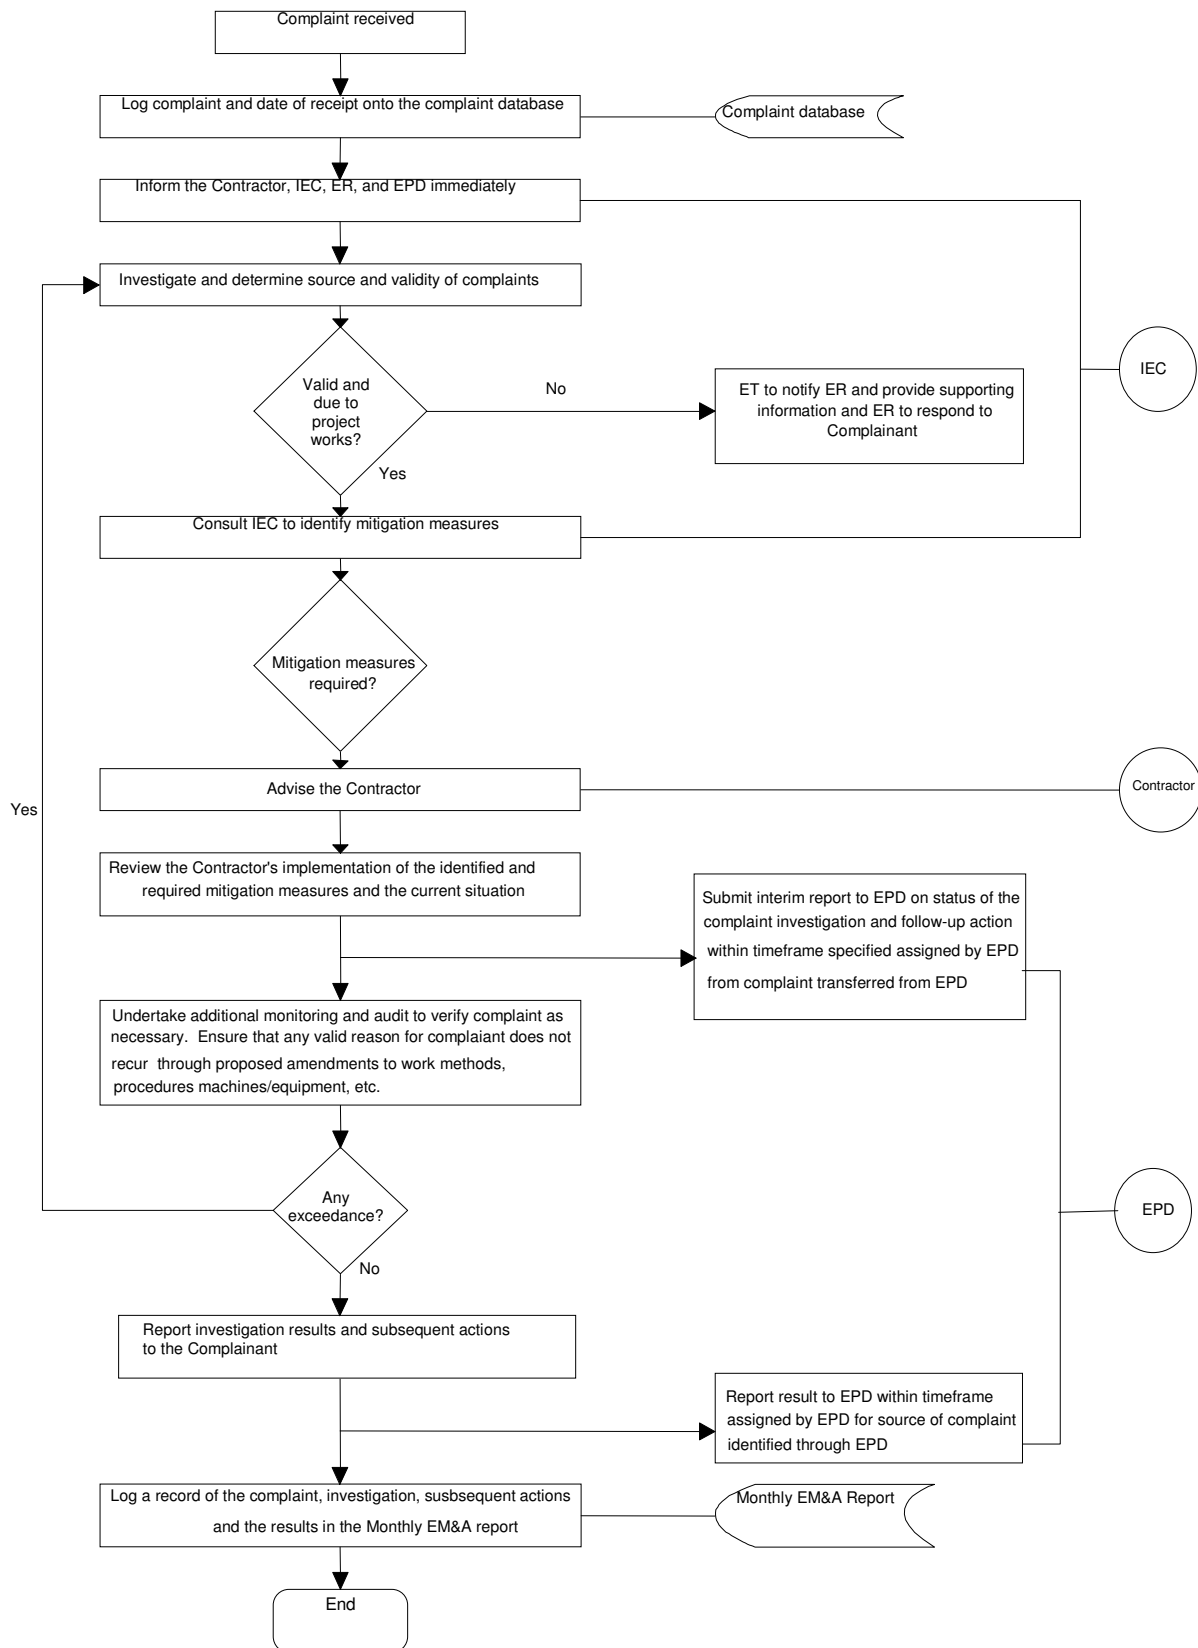 Complaint received
Log complaint and date of receipt onto the complaint database
Complaint database
Inform the Contractor, IEC, ER, and EPD immediately
Investigate and determine source and validity of complaints
Valid and
due to
project
works?
No
Yes
ET to notify ER and provide supporting
information and ER to respond to
Complainant
IEC
Consult IEC to identify mitigation measures
Mitigation measures
required?
Advise the Contractor
Contractor
Yes
Review the Contractor's implementation of the identified and
required mitigation measures and the current situation
Submit interim report to EPD on status of the
complaint investigation and follow-up action
within timeframe specified assigned by EPD
from complaint transferred from EPD
Undertake additional monitoring and audit to verify complaint as
necessary. Ensure that any valid reason for complaiant does not
recur through proposed amendments to work methods,
procedures machines/equipment, etc.
Any
exceedance?
No
EPD
Report investigation results and subsequent actions
to the Complainant
Report result to EPD within timeframe
assigned by EPD for source of complaint
identified through EPD
Log a record of the complaint, investigation, susbsequent actions
and the results in the Monthly EM&A report
Monthly EM&A Report
End